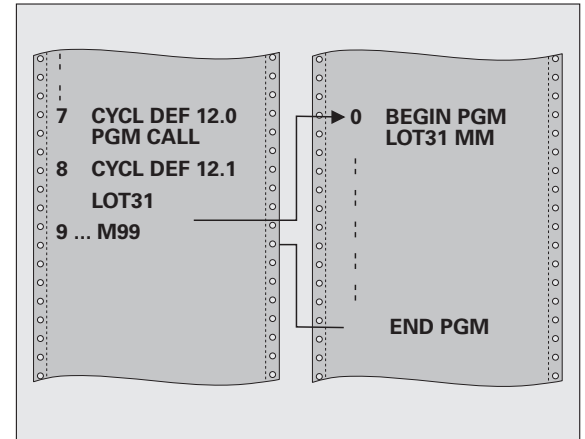 7 CYCL DEF 12.0
PGM CALL
8 CYCL DEF 12.1
LOT31
9 ... M99
0 BEGIN PGM
LOT31 MM
END PGM